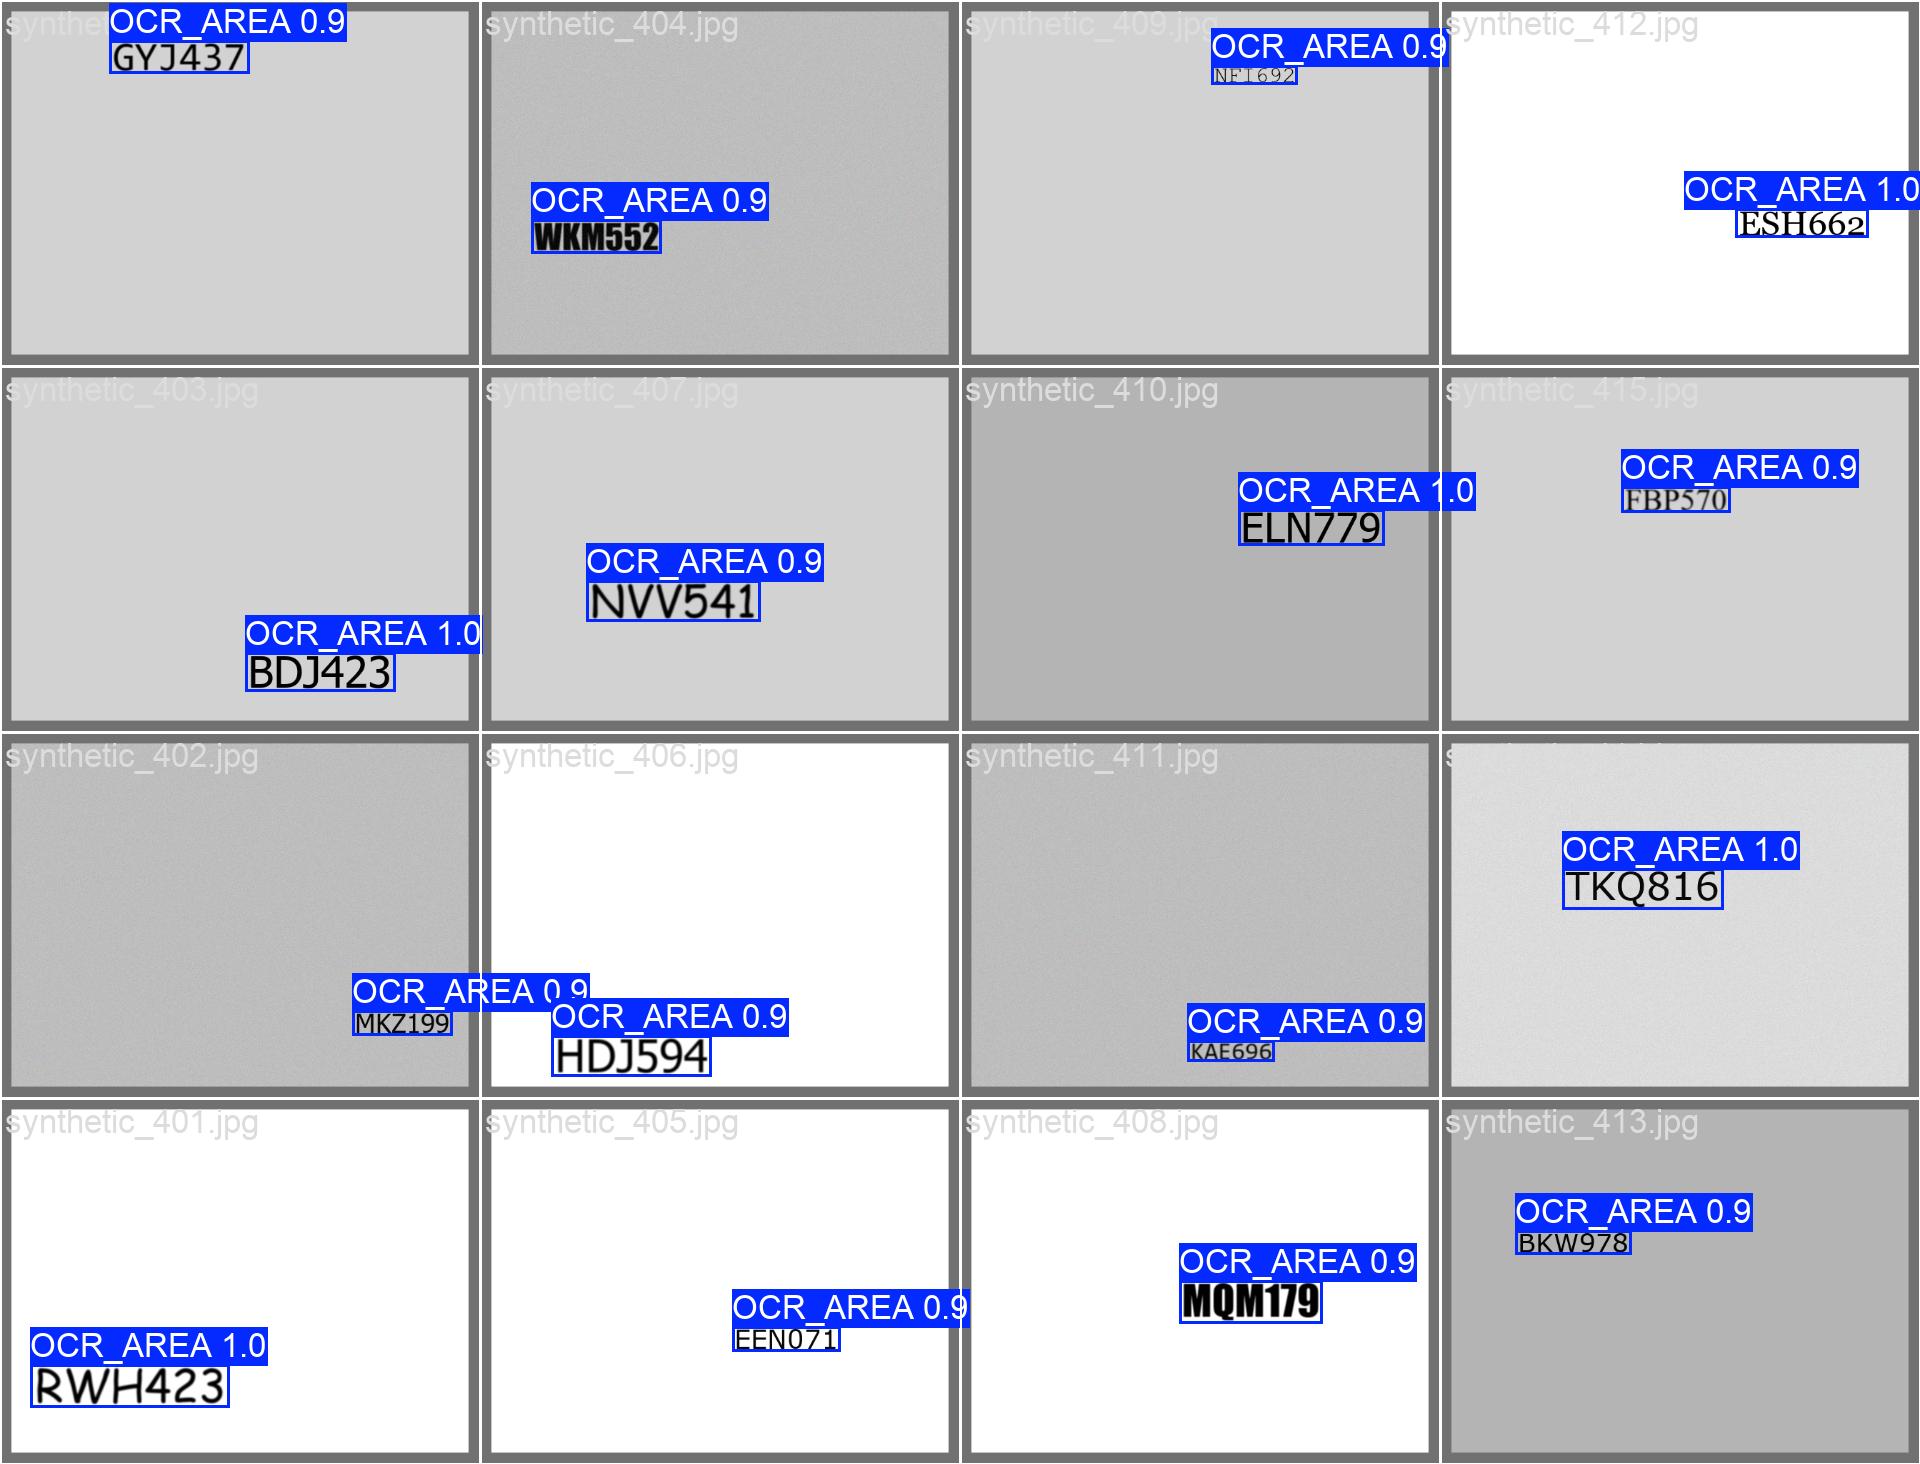 synthet
OCR_AREA 0.9
GYJ437
synthetic_404.jpg
OCR_AREA 0.9
WKM552
synthetic_409.jpg
OCR_AREA 0.9
NFI692
synthetic_412.jpg
OCR_AREA 1.0
ESH662
synthetic_403.jpg
OCR_AREA 1.0
BDJ423
synthetic_407.jpg
OCR_AREA 0.9
NVV541
synthetic_410.jpg
OCR_AREA 1.0
ELN779
synthetic_415.jpg
OCR_AREA 0.9
FBP570
synthetic_402.jpg
OCR_AREA 0.9
MKZ199
synthetic_406.jpg
OCR_AREA 0.9
HDJ594
synthetic_411.jpg
OCR_AREA 0.9
KAE696
OCR_AREA 1.0
TKQ816
synthetic_401.jpg
OCR_AREA 1.0
RWH423
synthetic_405.jpg
OCR_AREA 0.9
EEN071
synthetic_408.jpg
OCR_AREA 0.9
MQM179
synthetic_413.jpg
OCR_AREA 0.9
BKW978